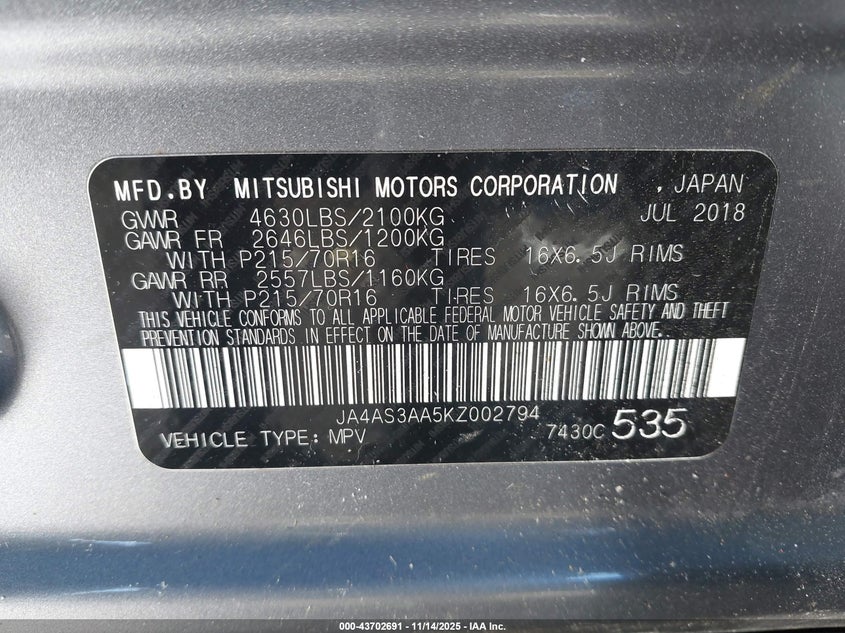 MFD.BY MITSUBISHI MOTORS CORPORATION , JAPAN
GVWR 4630LBS/2100KG JUL 2018
GAWR FR 2646LBS/1200KG
WITH P215/70R16 TIRES 16X6.5J RIMS
GAWR RR 2557LBS/1160KG
WITH P215/70R16 TIRES 16X6.5J RIMS
THIS VEHICLE CONFORMS TO ALL APPLICABLE FEDERAL MOTOR VEHICLE SAFETY AND THEFT
PREVENTION STANDARDS IN EFFECT ON THE DATE OF MANUFACTURE SHOWN ABOVE.
JA4AS3AA5KZ002794
VEHICLE TYPE: MPV 7430C 535
000-43702691 - 11/14/2025 - IAA Inc.